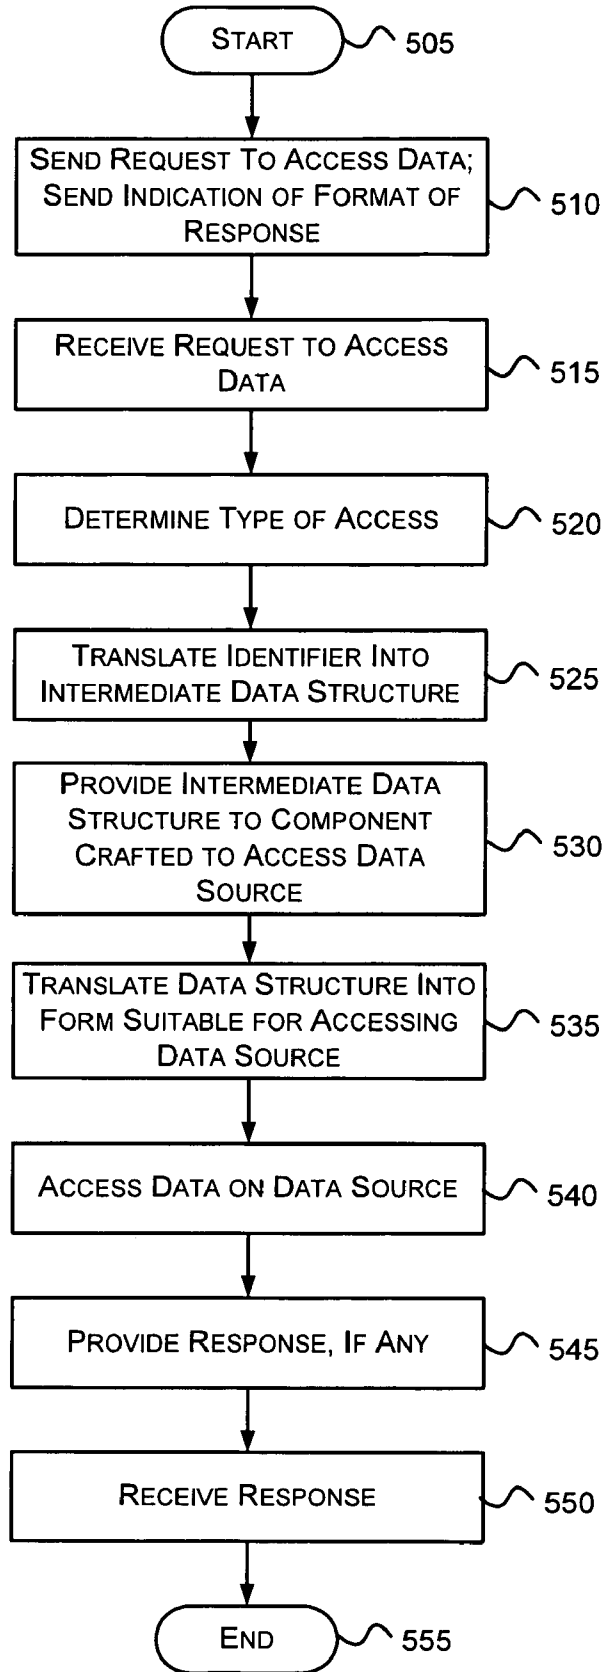 START
505
SEND REQUEST TO ACCESS DATA;
SEND INDICATION OF FORMAT OF
RESPONSE
510
RECEIVE REQUEST TO ACCESS
DATA
515
DETERMINE TYPE OF ACCESS
520
TRANSLATE IDENTIFIER INTO
INTERMEDIATE DATA STRUCTURE
525
PROVIDE INTERMEDIATE DATA
STRUCTURE TO COMPONENT
CRAFTED TO ACCESS DATA
SOURCE
530
TRANSLATE DATA STRUCTURE INTO
FORM SUITABLE FOR ACCESSING
DATA SOURCE
535
ACCESS DATA ON DATA SOURCE
540
PROVIDE RESPONSE, IF ANY
545
RECEIVE RESPONSE
550
END
555